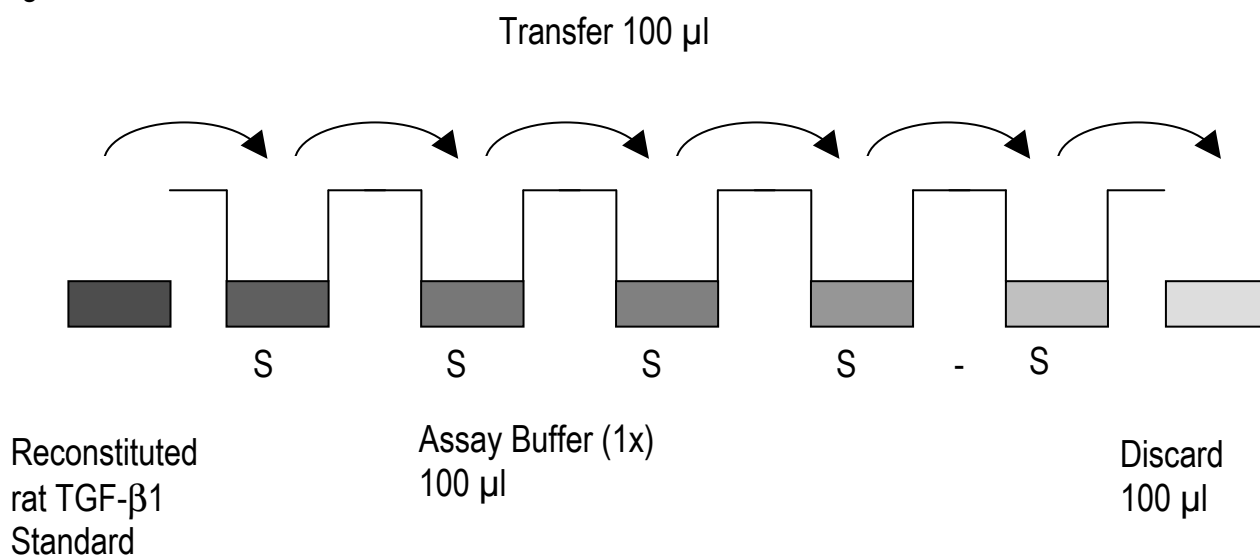 Transfer 100 µl
S S S S - S
Reconstituted
rat TGF-β1
Standard
Assay Buffer (1x)
100 µl
Discard
100 µl